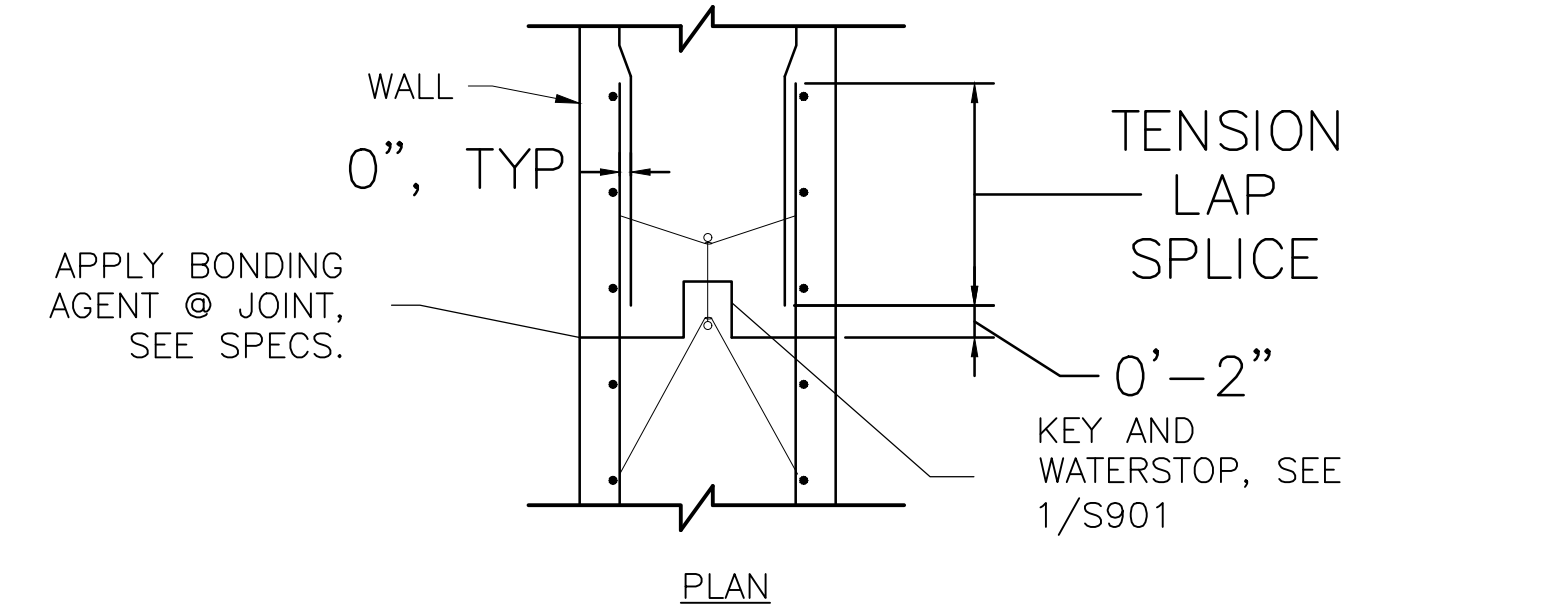 WALL
0", TYP
APPLY BONDING
AGENT @ JOINT,
SEE SPECS.
TENSION
LAP
SPLICE
0'-2"
KEY AND
WATERSTOP, SEE
1/S901
PLAN